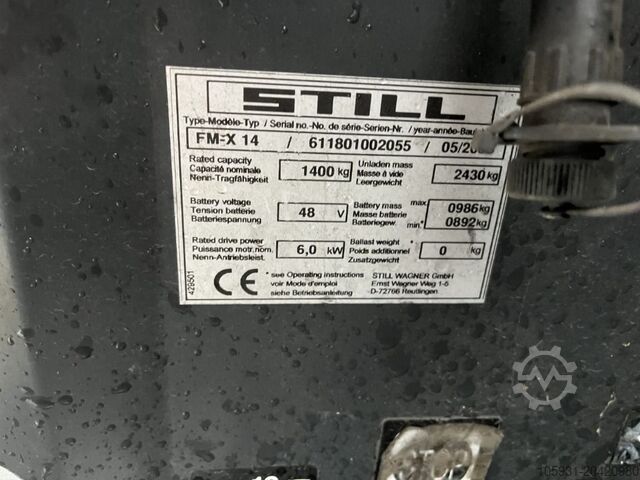 STILL
Type-Modèle-Typ / Serial no.-No. de série-Serien-Nr. / year-année-Bau
FM-X 14 / 611801002055 / 05/20
Rated capacity
Capacité nominale
Nenn-Tragfähigkeit
1400 kg
Unladen mass
Masse à vide
Leergewicht
2430 kg
Battery voltage
Tension batterie
Batteriespannung
48 V
Battery mass max
Masse batterie
Batteriegew. min.
0986 kg
0892 kg
Rated drive power
Puissance motr.nom.
Nenn-Antriebsleist.
6,0 kW
Ballast weight
Poids additionnel
Zusatzgewicht
0 kg
CE
* see Operating instructions
voir Mode d'emploi
siehe Betriebsanleitung
STILL WAGNER GmbH
Ernst Wagner Weg 1-5
D-72766 Reutlingen
429501
105931-20420980